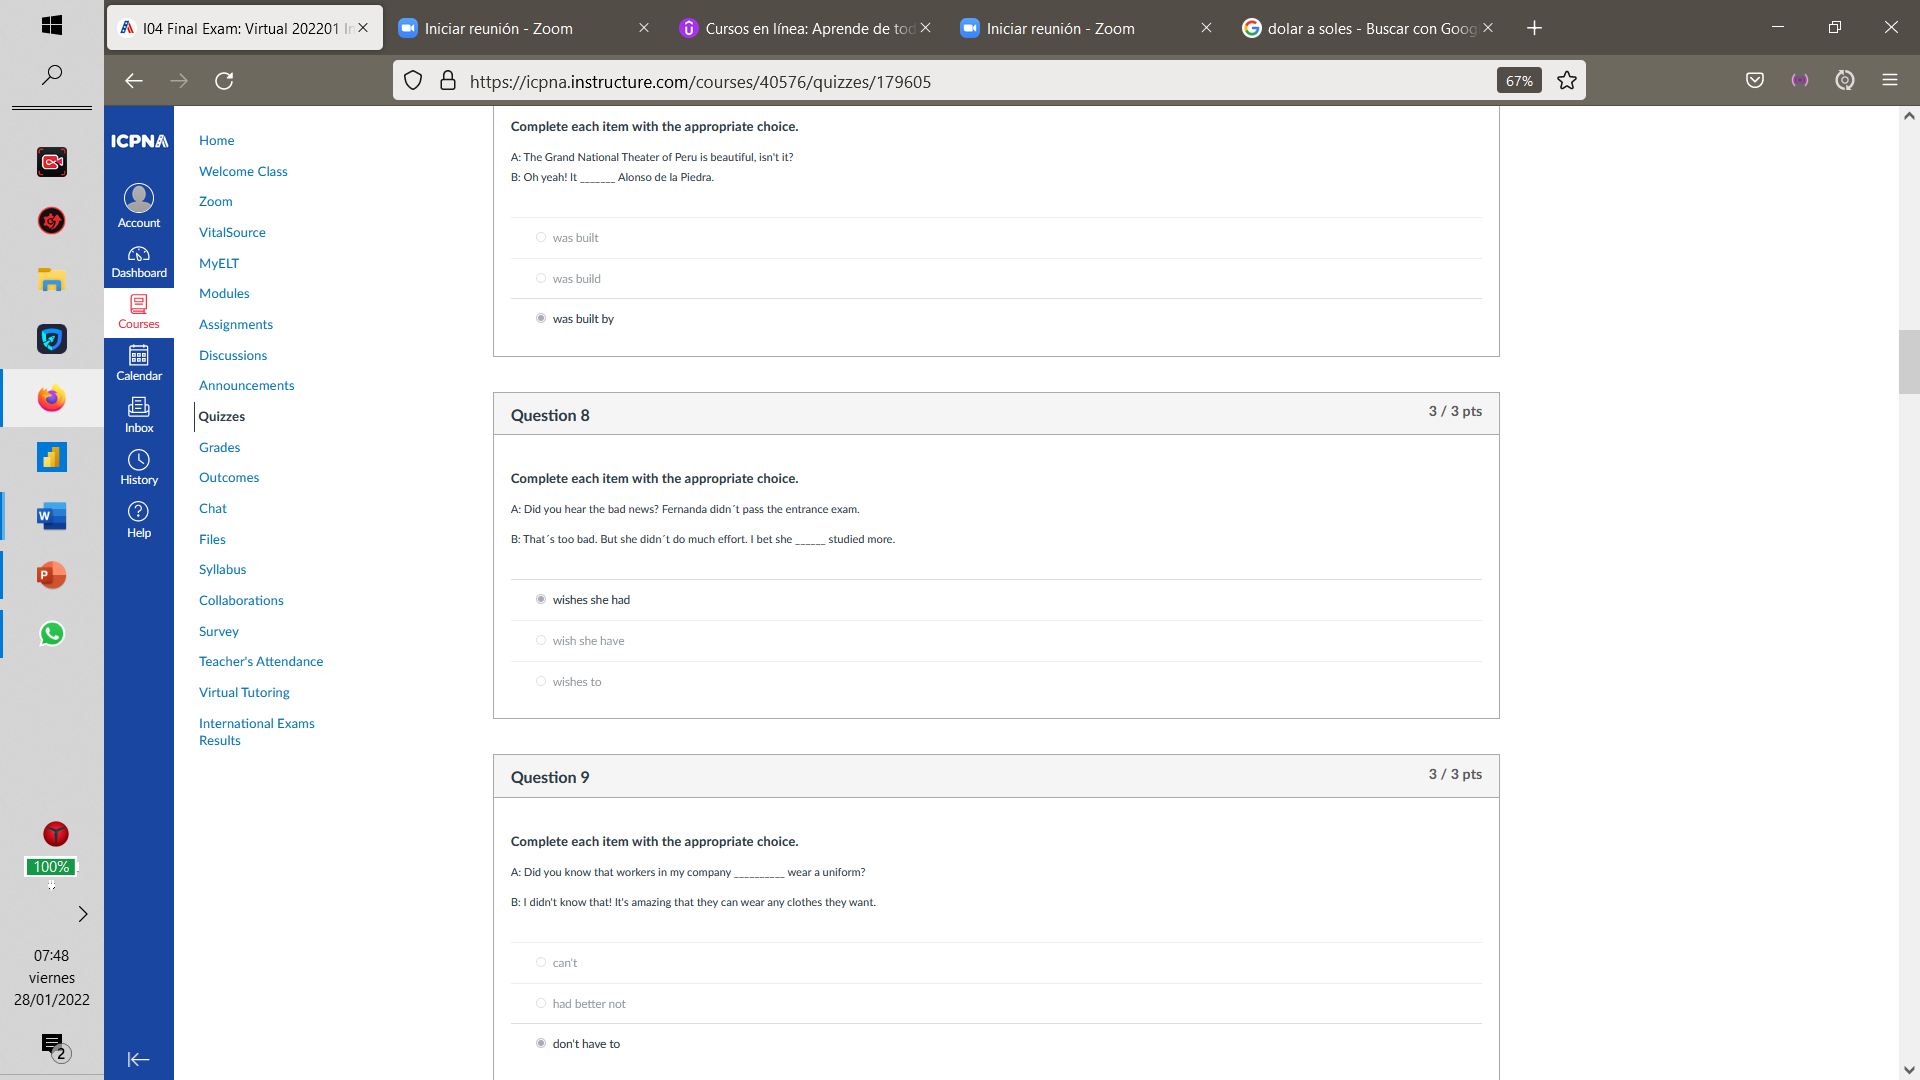 I04 Final Exam: Virtual 202201 In
Iniciar reunión - Zoom
Cursos en línea: Aprende de tod
Iniciar reunión - Zoom
dolar a soles - Buscar con Goog
https://icpna.instructure.com/courses/40576/quizzes/179605
67%
ICPNA
Account
Dashboard
Courses
Calendar
Inbox
History
Help
Home
Welcome Class
Zoom
VitalSource
MyELT
Modules
Assignments
Discussions
Announcements
Quizzes
Grades
Outcomes
Chat
Files
Syllabus
Collaborations
Survey
Teacher's Attendance
Virtual Tutoring
International Exams
Results
Complete each item with the appropriate choice.
A: The Grand National Theater of Peru is beautiful, isn't it?
B: Oh yeah! It _______ Alonso de la Piedra.
was built
was build
was built by
Question 8
3 / 3 pts
Complete each item with the appropriate choice.
A: Did you hear the bad news? Fernanda didn´t pass the entrance exam.
B: That´s too bad. But she didn´t do much effort. I bet she ______ studied more.
wishes she had
wish she have
wishes to
Question 9
3 / 3 pts
Complete each item with the appropriate choice.
A: Did you know that workers in my company __________ wear a uniform?
B: I didn't know that! It's amazing that they can wear any clothes they want.
can't
had better not
don't have to
100%
07:48
viernes
28/01/2022
2